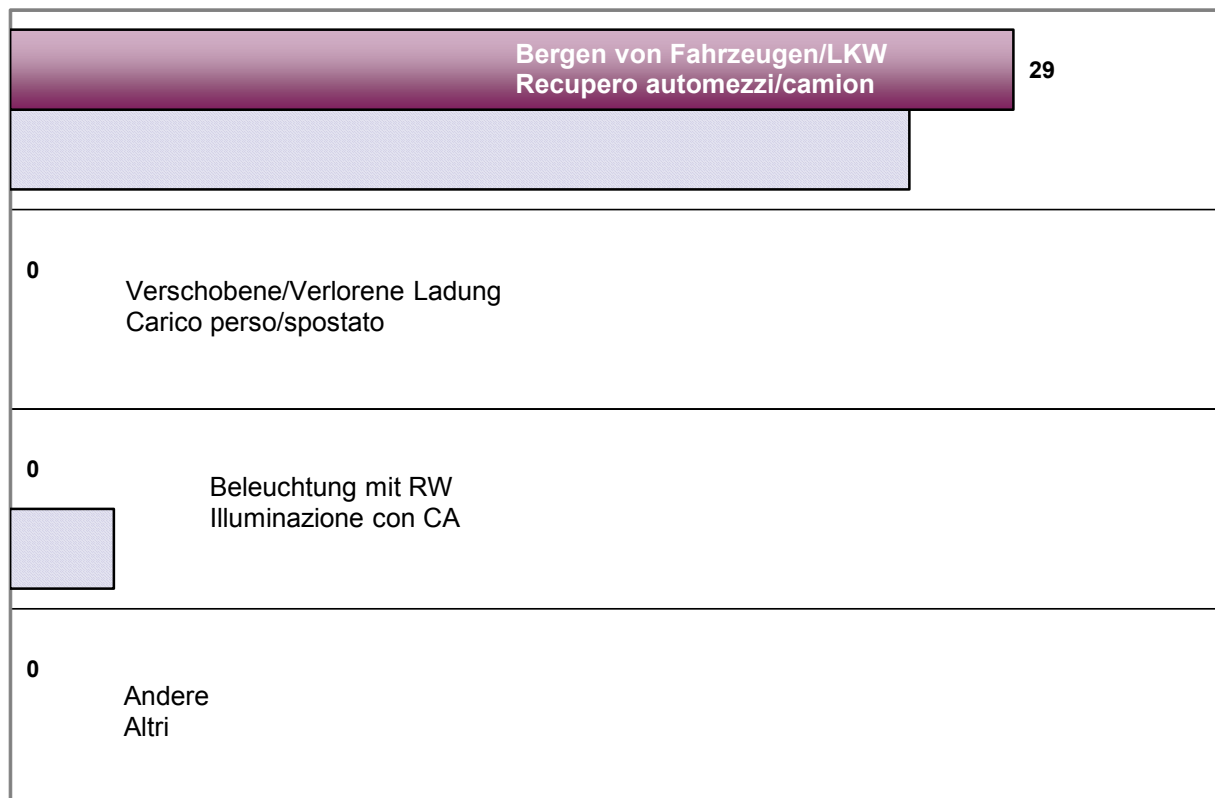 Bergen von Fahrzeugen/LKW
Recupero automezzi/camion
29
0
Verschobene/Verlorene Ladung
Carico perso/spostato
0
Beleuchtung mit RW
Illuminazione con CA
0
Andere
Altri